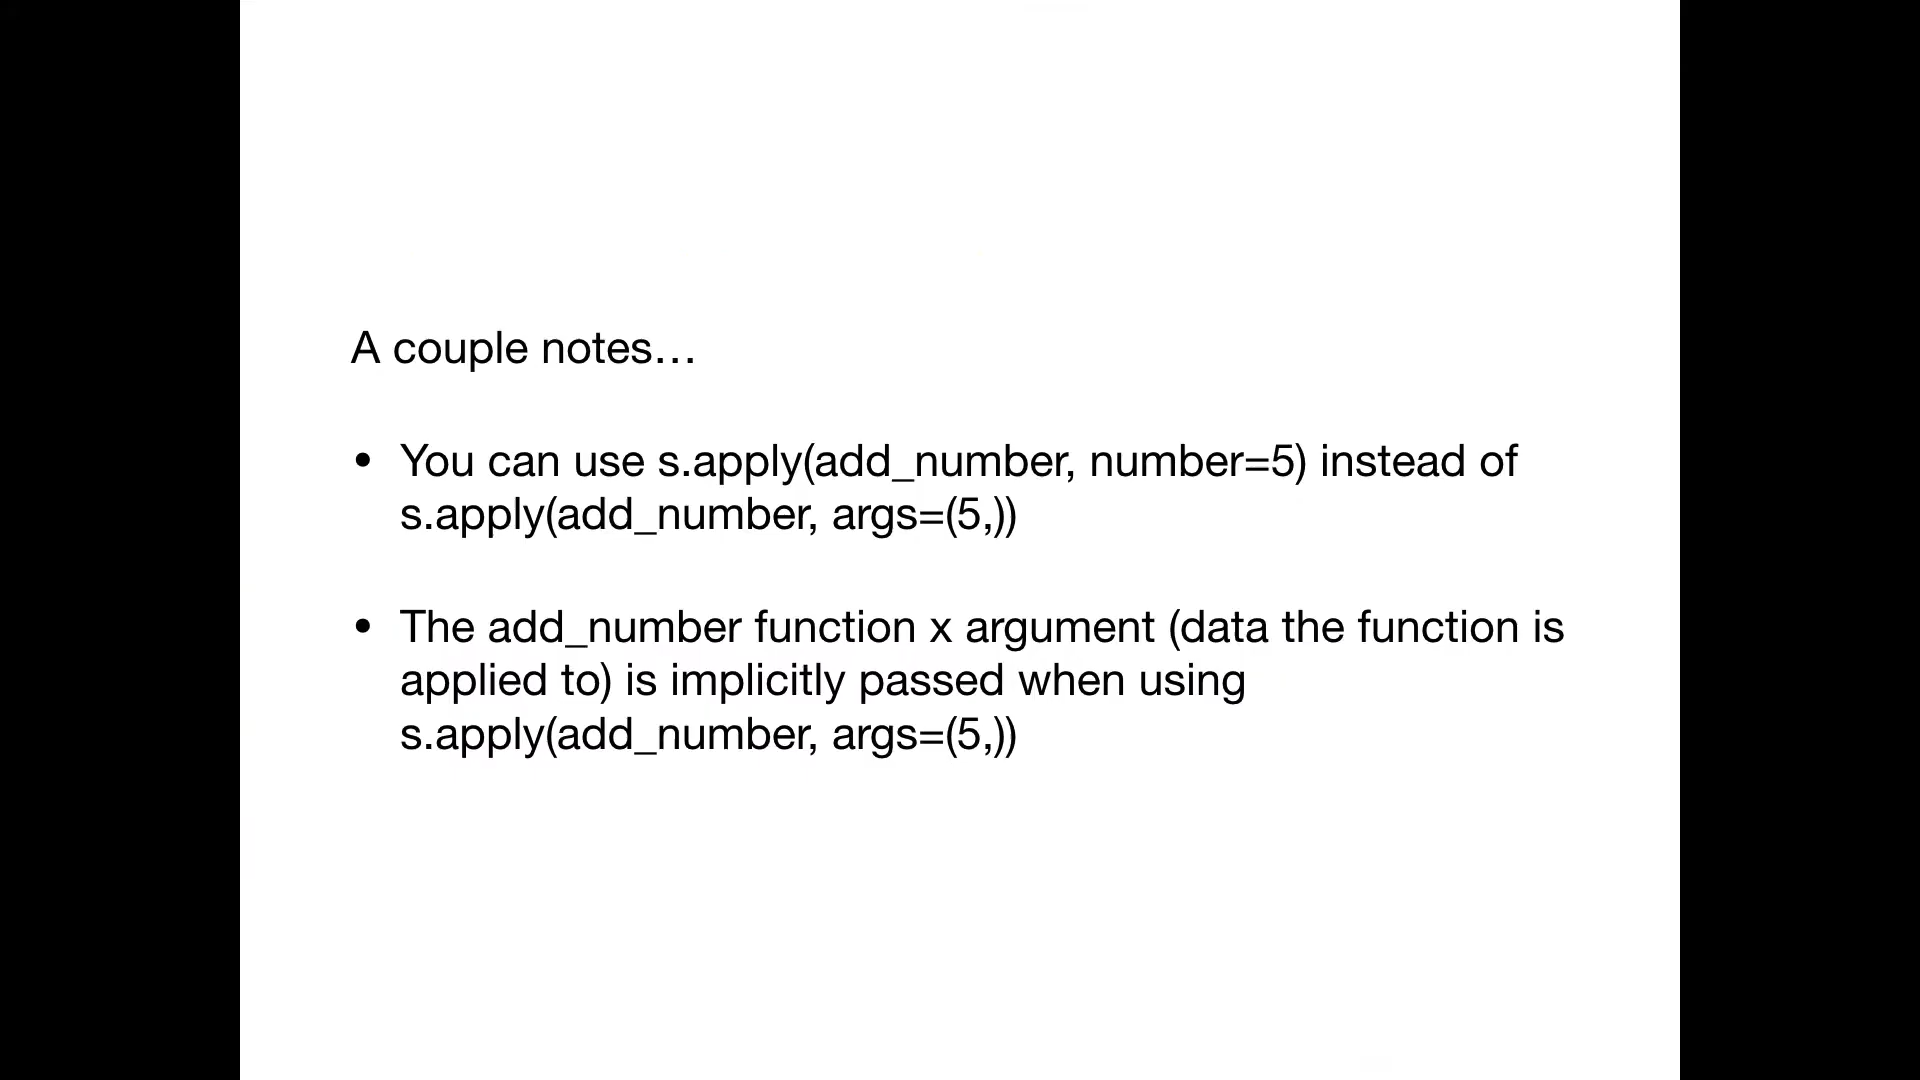 A couple notes…
• You can use s.apply(add_number, number=5) instead of
s.apply(add_number, args=(5,))
• The add_number function x argument (data the function is
applied to) is implicitly passed when using
s.apply(add_number, args=(5,))